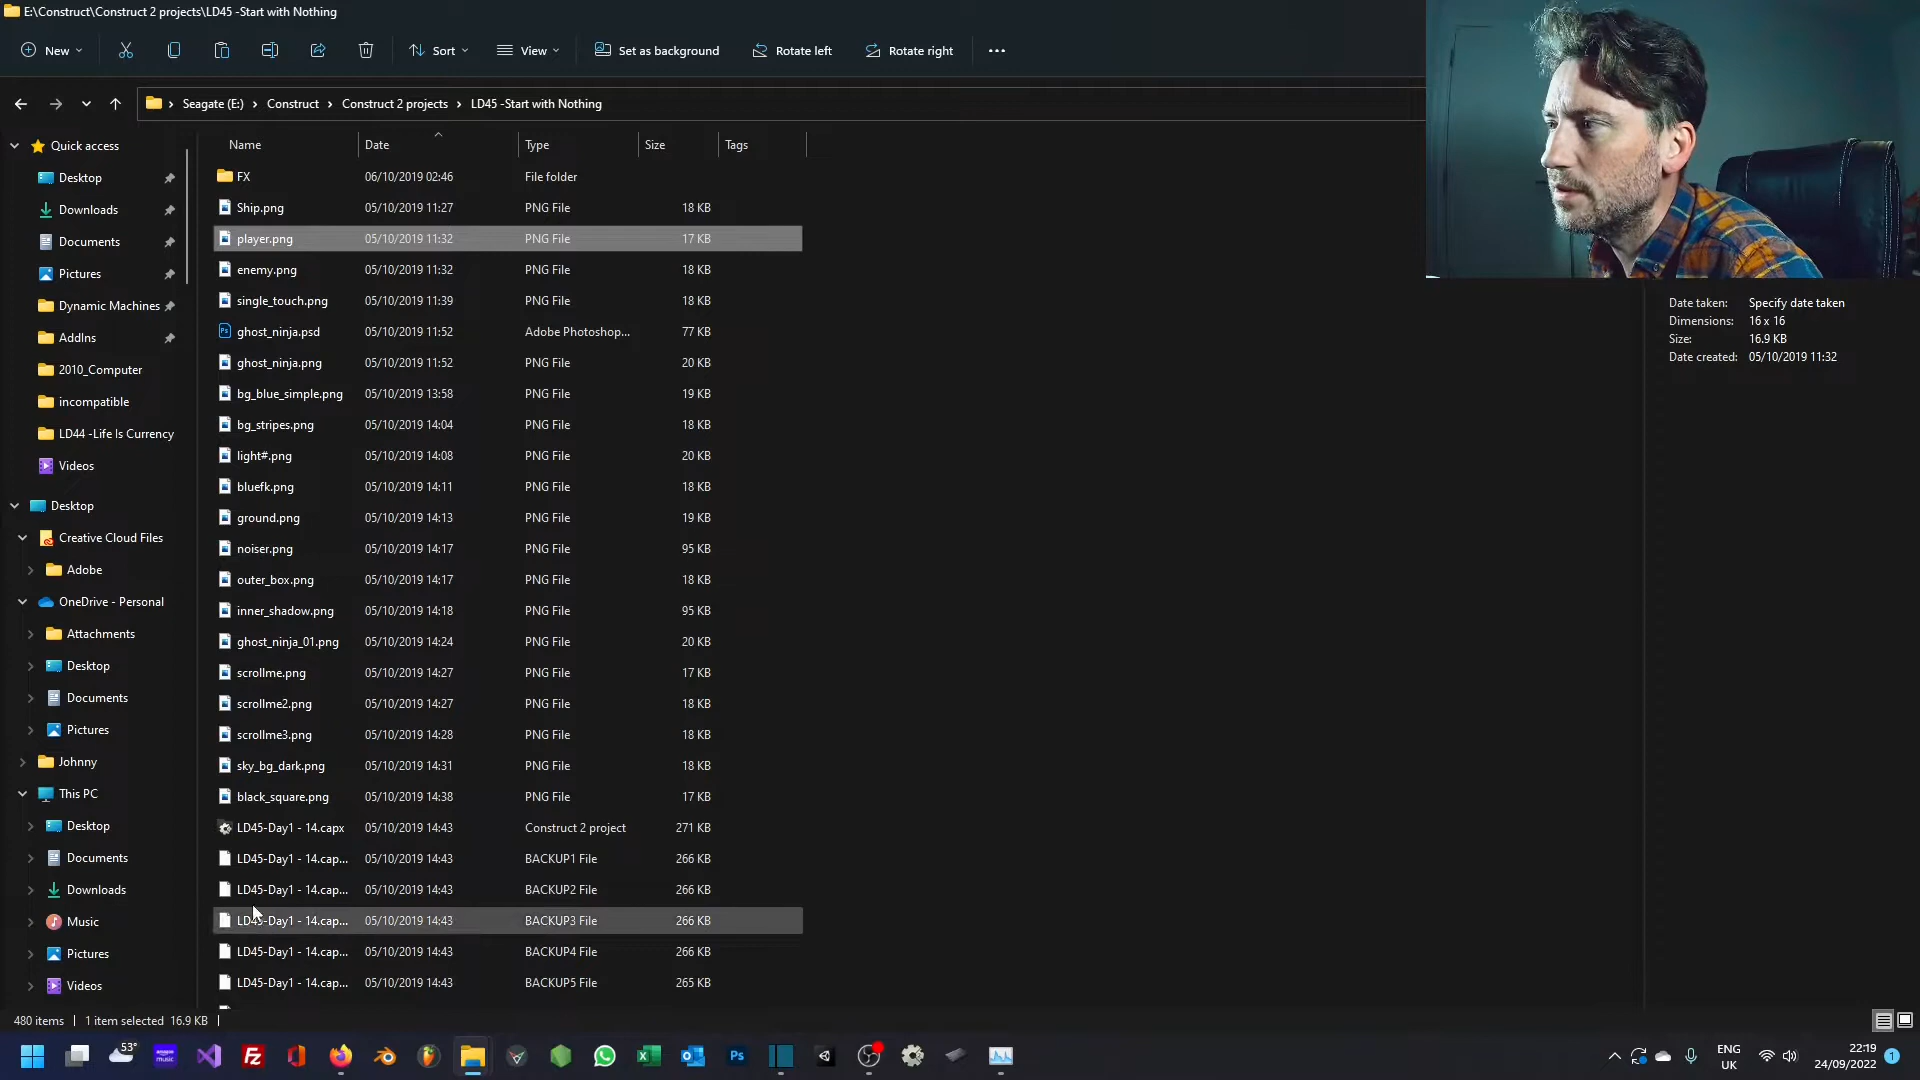 E:\Construct\Construct 2 projects\LD45 -Start with Nothing
New Sort View Set as background Rotate left Rotate right
Seagate (E:) Construct Construct 2 projects LD45 -Start with Nothing
Name Date Type Size Tags
Quick access
Desktop
Downloads
Documents
Pictures
Dynamic Machines
AddIns
2010_Computer
incompatible
LD44 -Life Is Currency
Videos
Desktop
Creative Cloud Files
Adobe
OneDrive - Personal
Attachments
Desktop
Documents
Pictures
Johnny
This PC
Desktop
Documents
Downloads
Music
Pictures
Videos
FX 06/10/2019 02:46 File folder
Ship.png 05/10/2019 11:27 PNG File 18 KB
player.png 05/10/2019 11:32 PNG File 17 KB
enemy.png 05/10/2019 11:32 PNG File 18 KB
single_touch.png 05/10/2019 11:39 PNG File 18 KB
ghost_ninja.psd 05/10/2019 11:52 Adobe Photoshop... 77 KB
ghost_ninja.png 05/10/2019 11:52 PNG File 20 KB
bg_blue_simple.png 05/10/2019 13:58 PNG File 19 KB
bg_stripes.png 05/10/2019 14:04 PNG File 18 KB
light#.png 05/10/2019 14:08 PNG File 20 KB
bluefk.png 05/10/2019 14:11 PNG File 18 KB
ground.png 05/10/2019 14:13 PNG File 19 KB
noiser.png 05/10/2019 14:17 PNG File 95 KB
outer_box.png 05/10/2019 14:17 PNG File 18 KB
inner_shadow.png 05/10/2019 14:18 PNG File 95 KB
ghost_ninja_01.png 05/10/2019 14:24 PNG File 20 KB
scrollme.png 05/10/2019 14:27 PNG File 17 KB
scrollme2.png 05/10/2019 14:27 PNG File 18 KB
scrollme3.png 05/10/2019 14:28 PNG File 18 KB
sky_bg_dark.png 05/10/2019 14:31 PNG File 18 KB
black_square.png 05/10/2019 14:38 PNG File 17 KB
LD45-Day1 - 14.capx 05/10/2019 14:43 Construct 2 project 271 KB
LD45-Day1 - 14.cap... 05/10/2019 14:43 BACKUP1 File 266 KB
LD45-Day1 - 14.cap... 05/10/2019 14:43 BACKUP2 File 266 KB
LD45-Day1 - 14.cap... 05/10/2019 14:43 BACKUP3 File 266 KB
LD45-Day1 - 14.cap... 05/10/2019 14:43 BACKUP4 File 266 KB
LD45-Day1 - 14.cap... 05/10/2019 14:43 BACKUP5 File 265 KB
Date taken: Specify date taken
Dimensions: 16 x 16
Size: 16.9 KB
Date created: 05/10/2019 11:32
480 items 1 item selected 16.9 KB
53°
music
Fz
Ps
ENG
UK
22:19
24/09/2022
1